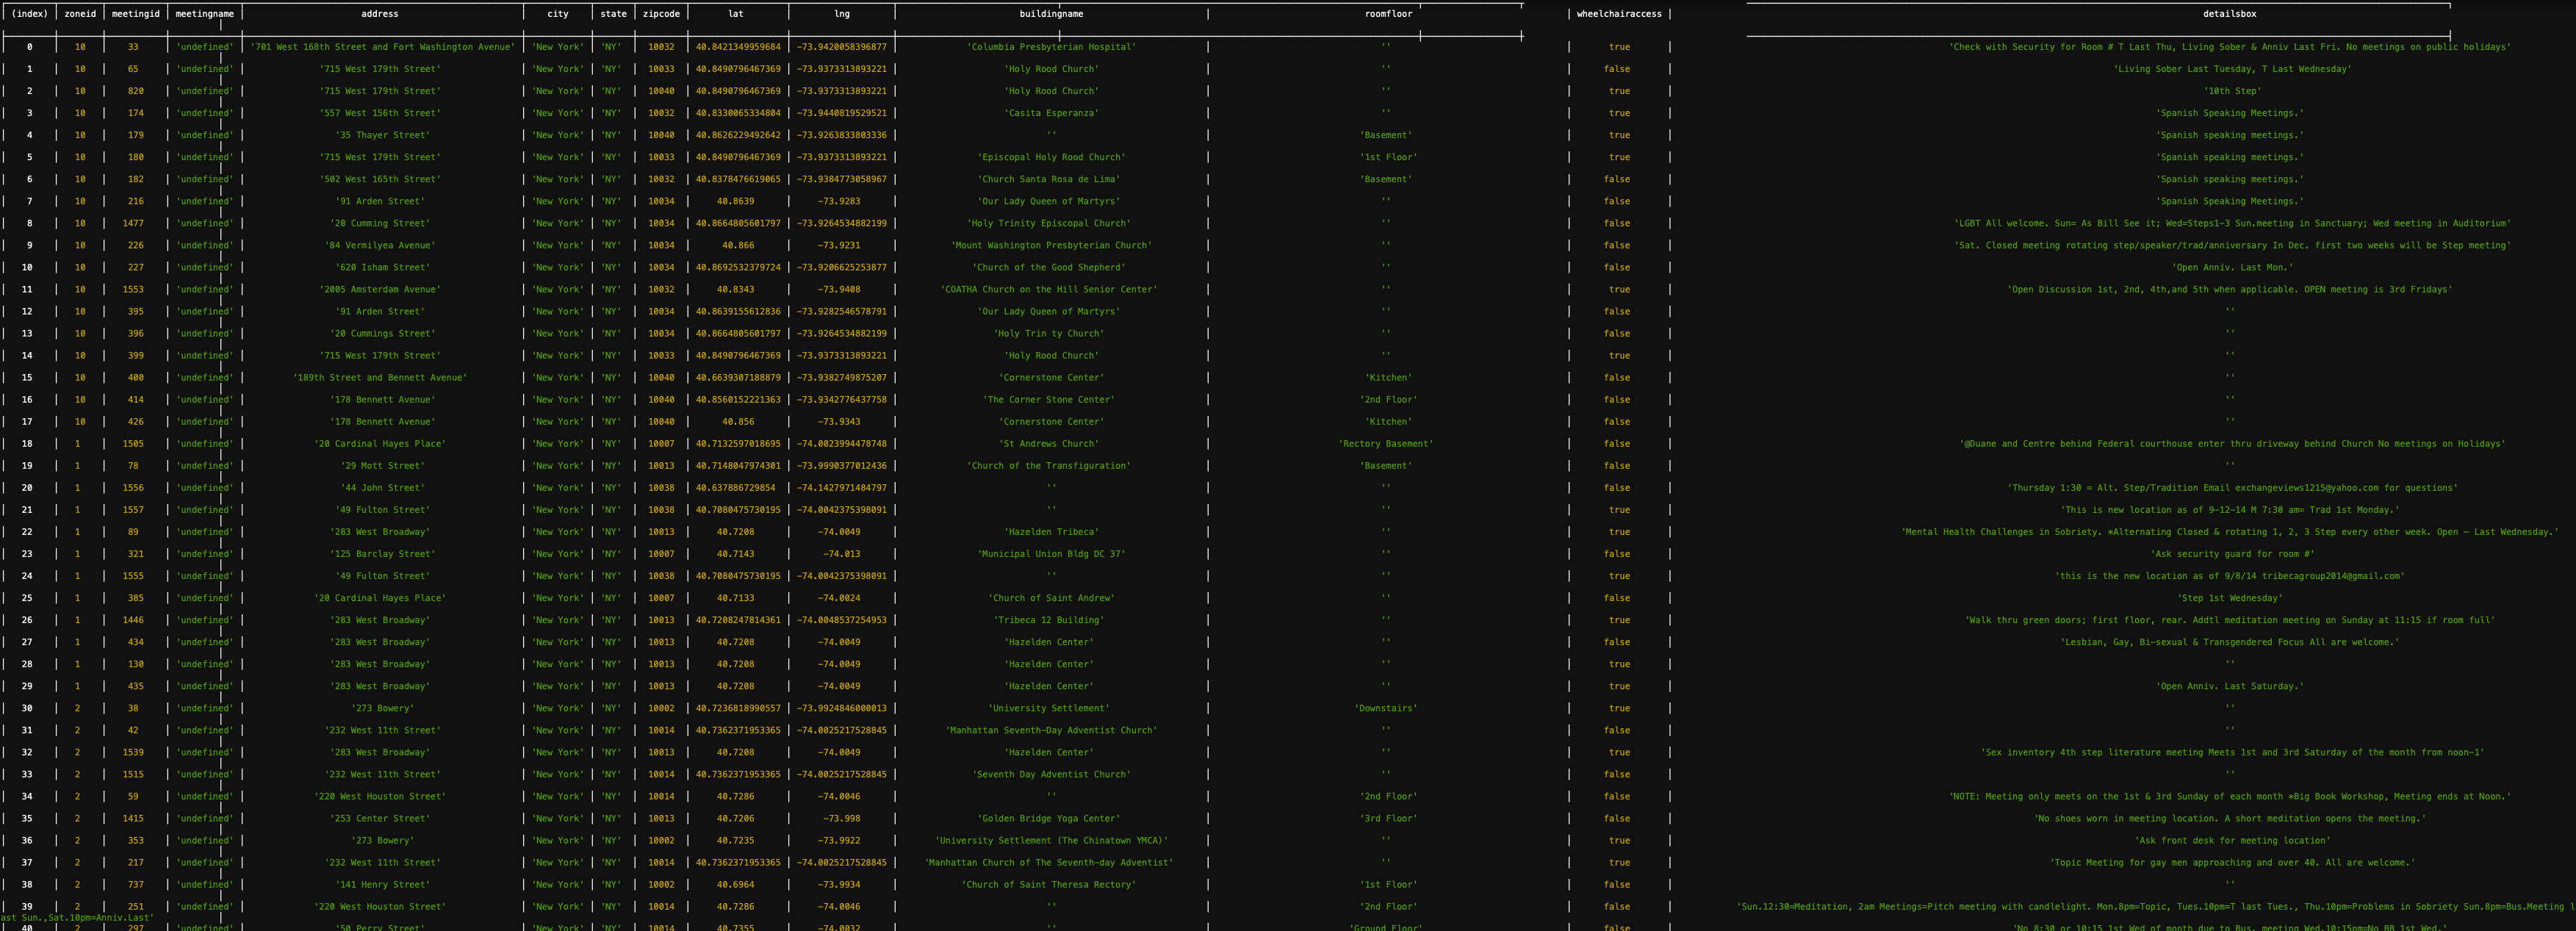 (index) | zoneid | meetingid | meetingname | address | city | state | zipcode | lat | lng | buildingname | roomfloor | wheelchairaccess | detailsbox
0 | 10 | 33 | 'undefined' | '701 West 168th Street and Fort Washington Avenue' | 'New York' | 'NY' | 10032 | 40.8421349959684 | -73.9420058396877 | 'Columbia Presbyterian Hospital' | '' | true | 'Check with Security for Room # T Last Thu, Living Sober & Anniv Last Fri. No meetings on public holidays'
1 | 10 | 65 | 'undefined' | '715 West 179th Street' | 'New York' | 'NY' | 10033 | 40.8490796467369 | -73.9373313893221 | 'Holy Rood Church' | '' | false | 'Living Sober Last Tuesday, T Last Wednesday'
2 | 10 | 820 | 'undefined' | '715 West 179th Street' | 'New York' | 'NY' | 10040 | 40.8490796467369 | -73.9373313893221 | 'Holy Rood Church' | '' | true | '10th Step'
3 | 10 | 174 | 'undefined' | '557 West 156th Street' | 'New York' | 'NY' | 10032 | 40.8330065334804 | -73.9440819529521 | 'Casita Esperanza' | '' | true | 'Spanish Speaking Meetings.'
4 | 10 | 179 | 'undefined' | '35 Thayer Street' | 'New York' | 'NY' | 10040 | 40.8626229492642 | -73.9263833803336 | '' | 'Basement' | true | 'Spanish speaking meetings.'
5 | 10 | 180 | 'undefined' | '715 West 179th Street' | 'New York' | 'NY' | 10033 | 40.8490796467369 | -73.9373313893221 | 'Episcopal Holy Rood Church' | '1st Floor' | true | 'Spanish speaking meetings.'
6 | 10 | 182 | 'undefined' | '502 West 165th Street' | 'New York' | 'NY' | 10032 | 40.8378476619065 | -73.9384773058967 | 'Church Santa Rosa de Lima' | 'Basement' | false | 'Spanish speaking meetings.'
7 | 10 | 216 | 'undefined' | '91 Arden Street' | 'New York' | 'NY' | 10034 | 40.8639 | -73.9283 | 'Our Lady Queen of Martyrs' | '' | false | 'Spanish Speaking Meetings.'
8 | 10 | 1477 | 'undefined' | '20 Cumming Street' | 'New York' | 'NY' | 10034 | 40.8664805601797 | -73.9264534882199 | 'Holy Trinity Episcopal Church' | '' | false | 'LGBT All welcome. Sun= As Bill See it; Wed=Steps1-3 Sun.meeting in Sanctuary; Wed meeting in Auditorium'
9 | 10 | 226 | 'undefined' | '84 Vermilyea Avenue' | 'New York' | 'NY' | 10034 | 40.866 | -73.9231 | 'Mount Washington Presbyterian Church' | '' | false | 'Sat. Closed meeting rotating step/speaker/trad/anniversary In Dec. first two weeks will be Step meeting'
10 | 10 | 227 | 'undefined' | '620 Isham Street' | 'New York' | 'NY' | 10034 | 40.8692532379724 | -73.9206625253877 | 'Church of the Good Shepherd' | '' | false | 'Open Anniv. Last Mon.'
11 | 10 | 1553 | 'undefined' | '2005 Amsterdam Avenue' | 'New York' | 'NY' | 10032 | 40.8343 | -73.9408 | 'COATHA Church on the Hill Senior Center' | '' | true | 'Open Discussion 1st, 2nd, 4th,and 5th when applicable. OPEN meeting is 3rd Fridays'
12 | 10 | 395 | 'undefined' | '91 Arden Street' | 'New York' | 'NY' | 10034 | 40.8639155612836 | -73.9282546578791 | 'Our Lady Queen of Martyrs' | '' | false | ''
13 | 10 | 396 | 'undefined' | '20 Cummings Street' | 'New York' | 'NY' | 10034 | 40.8664805601797 | -73.9264534882199 | 'Holy Trin ty Church' | '' | false | ''
14 | 10 | 399 | 'undefined' | '715 West 179th Street' | 'New York' | 'NY' | 10033 | 40.8490796467369 | -73.9373313893221 | 'Holy Rood Church' | '' | true | ''
15 | 10 | 400 | 'undefined' | '189th Street and Bennett Avenue' | 'New York' | 'NY' | 10040 | 40.6639307188879 | -73.9382749875207 | 'Cornerstone Center' | 'Kitchen' | false | ''
16 | 10 | 414 | 'undefined' | '178 Bennett Avenue' | 'New York' | 'NY' | 10040 | 40.8560152221363 | -73.9342776437758 | 'The Corner Stone Center' | '2nd Floor' | false | ''
17 | 10 | 426 | 'undefined' | '178 Bennett Avenue' | 'New York' | 'NY' | 10040 | 40.856 | -73.9343 | 'Cornerstone Center' | 'Kitchen' | false | ''
18 | 1 | 1505 | 'undefined' | '20 Cardinal Hayes Place' | 'New York' | 'NY' | 10007 | 40.7132597018695 | -74.0023994478748 | 'St Andrews Church' | 'Rectory Basement' | false | '@Duane and Centre behind Federal courthouse enter thru driveway behind Church No meetings on Holidays'
19 | 1 | 78 | 'undefined' | '29 Mott Street' | 'New York' | 'NY' | 10013 | 40.7148047974301 | -73.9990377012436 | 'Church of the Transfiguration' | 'Basement' | false | ''
20 | 1 | 1556 | 'undefined' | '44 John Street' | 'New York' | 'NY' | 10038 | 40.637886729854 | -74.1427971484797 | '' | '' | false | 'Thursday 1:30 = Alt. Step/Tradition Email exchangeviews1215@yahoo.com for questions'
21 | 1 | 1557 | 'undefined' | '49 Fulton Street' | 'New York' | 'NY' | 10038 | 40.7080475730195 | -74.0042375398091 | '' | '' | true | 'This is new location as of 9-12-14 M 7:30 am= Trad 1st Monday.'
22 | 1 | 89 | 'undefined' | '283 West Broadway' | 'New York' | 'NY' | 10013 | 40.7208 | -74.0049 | 'Hazelden Tribeca' | '' | true | 'Mental Health Challenges in Sobriety. *Alternating Closed & rotating 1, 2, 3 Step every other week. Open – Last Wednesday.'
23 | 1 | 321 | 'undefined' | '125 Barclay Street' | 'New York' | 'NY' | 10007 | 40.7143 | -74.013 | 'Municipal Union Bldg DC 37' | '' | false | 'Ask security guard for room #'
24 | 1 | 1555 | 'undefined' | '49 Fulton Street' | 'New York' | 'NY' | 10038 | 40.7080475730195 | -74.0042375398091 | '' | '' | true | 'this is the new location as of 9/8/14 tribecagroup2014@gmail.com'
25 | 1 | 385 | 'undefined' | '20 Cardinal Hayes Place' | 'New York' | 'NY' | 10007 | 40.7133 | -74.0024 | 'Church of Saint Andrew' | '' | false | 'Step 1st Wednesday'
26 | 1 | 1446 | 'undefined' | '283 West Broadway' | 'New York' | 'NY' | 10013 | 40.7208247814361 | -74.0048537254953 | 'Tribeca 12 Building' | '' | true | 'Walk thru green doors; first floor, rear. Addtl meditation meeting on Sunday at 11:15 if room full'
27 | 1 | 434 | 'undefined' | '283 West Broadway' | 'New York' | 'NY' | 10013 | 40.7208 | -74.0049 | 'Hazelden Center' | '' | false | 'Lesbian, Gay, Bi-sexual & Transgendered Focus All are welcome.'
28 | 1 | 130 | 'undefined' | '283 West Broadway' | 'New York' | 'NY' | 10013 | 40.7208 | -74.0049 | 'Hazelden Center' | '' | true | ''
29 | 1 | 435 | 'undefined' | '283 West Broadway' | 'New York' | 'NY' | 10013 | 40.7208 | -74.0049 | 'Hazelden Center' | '' | true | 'Open Anniv. Last Saturday.'
30 | 2 | 38 | 'undefined' | '273 Bowery' | 'New York' | 'NY' | 10002 | 40.7236818990557 | -73.9924846000013 | 'University Settlement' | 'Downstairs' | true | ''
31 | 2 | 42 | 'undefined' | '232 West 11th Street' | 'New York' | 'NY' | 10014 | 40.7362371953365 | -74.0025217528845 | 'Manhattan Seventh-Day Adventist Church' | '' | false | ''
32 | 2 | 1539 | 'undefined' | '283 West Broadway' | 'New York' | 'NY' | 10013 | 40.7208 | -74.0049 | 'Hazelden Center' | '' | true | 'Sex inventory 4th step literature meeting Meets 1st and 3rd Saturday of the month from noon-1'
33 | 2 | 1515 | 'undefined' | '232 West 11th Street' | 'New York' | 'NY' | 10014 | 40.7362371953365 | -74.0025217528845 | 'Seventh Day Adventist Church' | '' | false | ''
34 | 2 | 59 | 'undefined' | '220 West Houston Street' | 'New York' | 'NY' | 10014 | 40.7286 | -74.0046 | '' | '2nd Floor' | false | 'NOTE: Meeting only meets on the 1st & 3rd Sunday of each month *Big Book Workshop, Meeting ends at Noon.'
35 | 2 | 1415 | 'undefined' | '253 Center Street' | 'New York' | 'NY' | 10013 | 40.7206 | -73.998 | 'Golden Bridge Yoga Center' | '3rd Floor' | false | 'No shoes worn in meeting location. A short meditation opens the meeting.'
36 | 2 | 353 | 'undefined' | '273 Bowery' | 'New York' | 'NY' | 10002 | 40.7235 | -73.9922 | 'University Settlement (The Chinatown YMCA)' | '' | true | 'Ask front desk for meeting location'
37 | 2 | 217 | 'undefined' | '232 West 11th Street' | 'New York' | 'NY' | 10014 | 40.7362371953365 | -74.0025217528845 | 'Manhattan Church of The Seventh-day Adventist' | '' | true | 'Topic Meeting for gay men approaching and over 40. All are welcome.'
38 | 2 | 737 | 'undefined' | '141 Henry Street' | 'New York' | 'NY' | 10002 | 40.6964 | -73.9934 | 'Church of Saint Theresa Rectory' | '1st Floor' | false | ''
39 | 2 | 251 | 'undefined' | '220 West Houston Street' | 'New York' | 'NY' | 10014 | 40.7286 | -74.0046 | '' | '2nd Floor' | false | 'Sun.12:30=Meditation, 2am Meetings=Pitch meeting with candlelight. Mon.8pm=Topic, Tues.10pm=T last Tues., Thu.10pm=Problems in Sobriety Sun.8pm=Bus.Meeting l
ast Sun.,Sat.10pm=Anniv.Last'
40 | 2 | 297 | 'undefined' | '50 Perry Street' | 'New York' | 'NY' | 10014 | 40.7355 | -74.0032 | '' | 'Ground Floor' | false | 'No 8:30 or 10:15 1st Wed of month due to Bus. meeting Wed.10:15pm=No BB 1st Wed.'